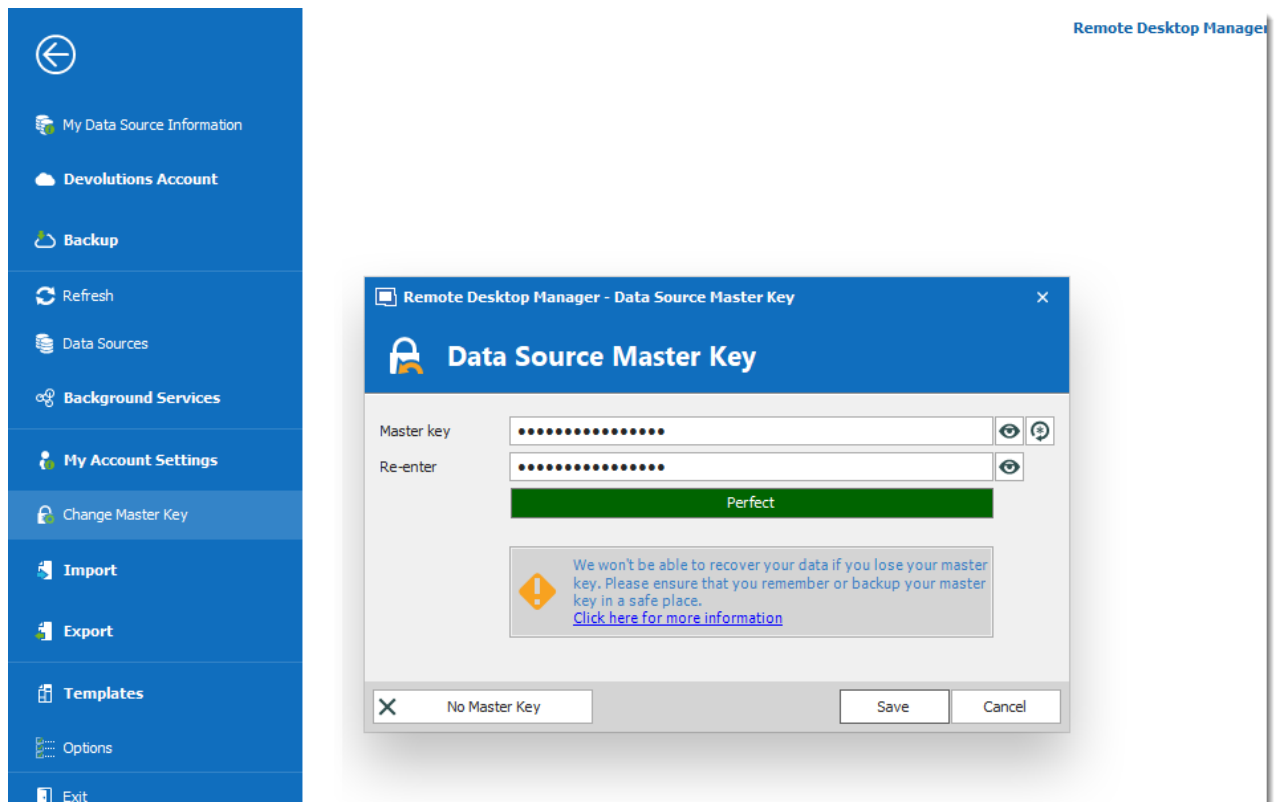 Remote Desktop Manager
My Data Source Information
Devolutions Account
Backup
Refresh
Data Sources
Background Services
My Account Settings
Change Master Key
Import
Export
Templates
Options
Exit
Remote Desktop Manager - Data Source Master Key
Data Source Master Key
Master key ••••••••••••••••
Re-enter ••••••••••••••••
Perfect
We won't be able to recover your data if you lose your master
key. Please ensure that you remember or backup your master
key in a safe place.
Click here for more information
No Master Key
Save
Cancel